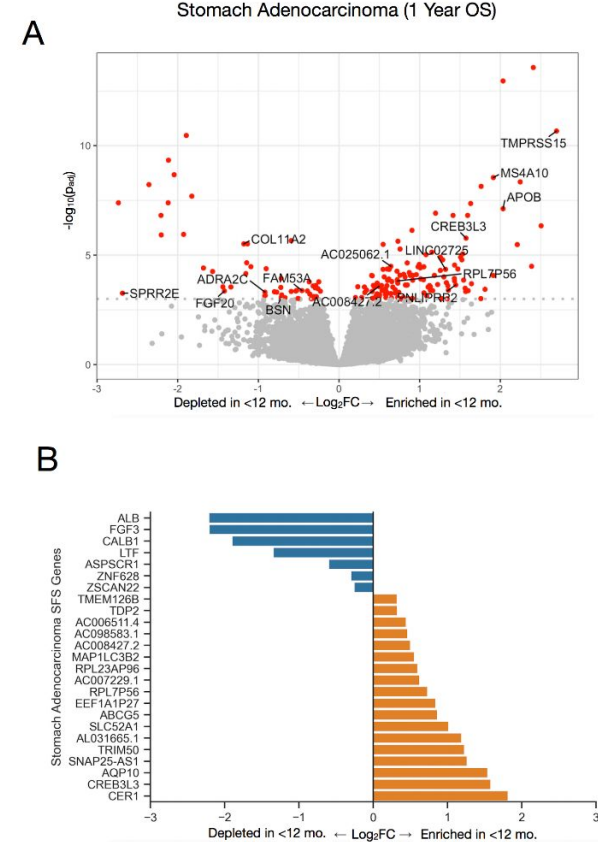 Stomach Adenocarcinoma (1 Year OS)
A
-log₁₀(p_adj)
10
5
0
TMPRSS15
MS4A10
APOB
CREB3L3
COL11A2
AC025062.1
LINC02725
ADRA2C
FAM53A
RPL7P56
SPRR2E
FGF20
BSN
AC008427.2
PNLIPRP2
-3 -2 -1 0 1 2
Depleted in <12 mo. ←Log₂FC→ Enriched in <12 mo.
B
Stomach Adenocarcinoma SFS Genes
ALB
FGF3
CALB1
LTF
ASPSCR1
ZNF628
ZSCAN22
TMEM126B
TDP2
AC006511.4
AC098583.1
AC008427.2
MAP1LC3B2
RPL23AP96
AC007229.1
RPL7P56
EEF1A1P27
ABCG5
SLC52A1
AL031665.1
TRIM50
SNAP25-AS1
AQP10
CREB3L3
CER1
−3 −2 −1 0 1 2 3
Depleted in <12 mo. ← Log₂FC → Enriched in <12 mo.